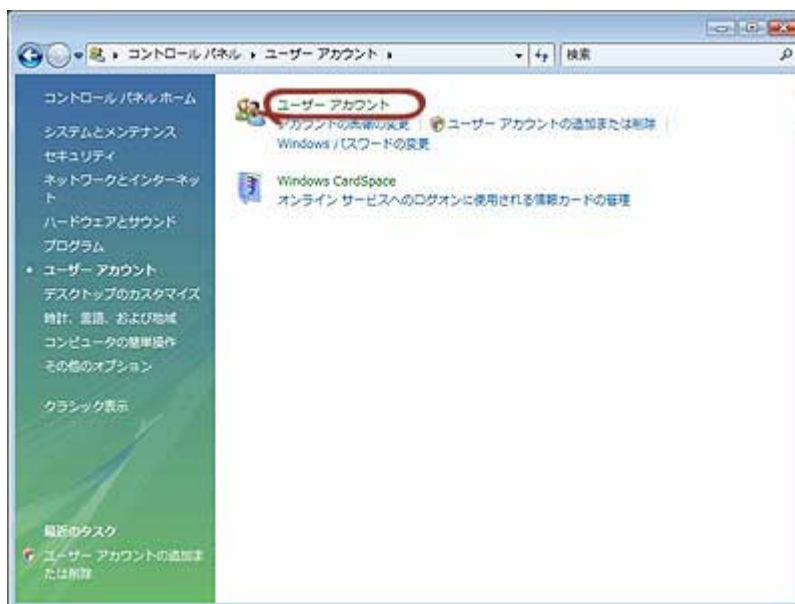 コントロール パネル ▸ ユーザー アカウント ▸
検索
コントロール パネル ホーム
システムとメンテナンス
セキュリティ
ネットワークとインターネッ
ト
ハードウェアとサウンド
プログラム
• ユーザー アカウント
デスクトップのカスタマイズ
時計、言語、および地域
コンピュータの簡単操作
その他のオプション
クラシック表示
最近のタスク
ユーザー アカウントの追加ま
たは削除
ユーザー アカウント
アカウントの画像の変更 | ユーザー アカウントの追加または削除 |
Windows パスワードの変更
Windows CardSpace
オンライン サービスへのログオンに使用される情報カードの管理